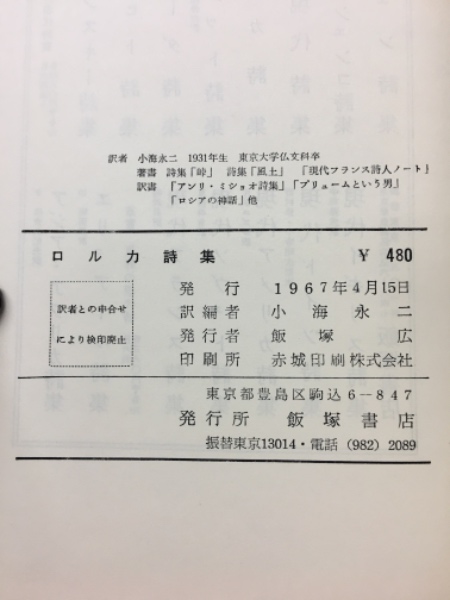 訳者 小海永二 1931年生 東京大学仏文科卒
著書 詩集「峠」 詩集「風土」 「現代フランス詩人ノート」
訳書 「アンリ・ミショオ詩集」「プリュームという男」
「ロシアの神話」他
ロルカ詩集 ¥ 480
訳者との申合せ
により検印廃止
発行 1967年4月15日
訳編者 小海永二
発行者 飯塚広
印刷所 赤城印刷株式会社
東京都豊島区駒込6-847
発行所 飯塚書店
振替東京13014・電話 (982) 2089